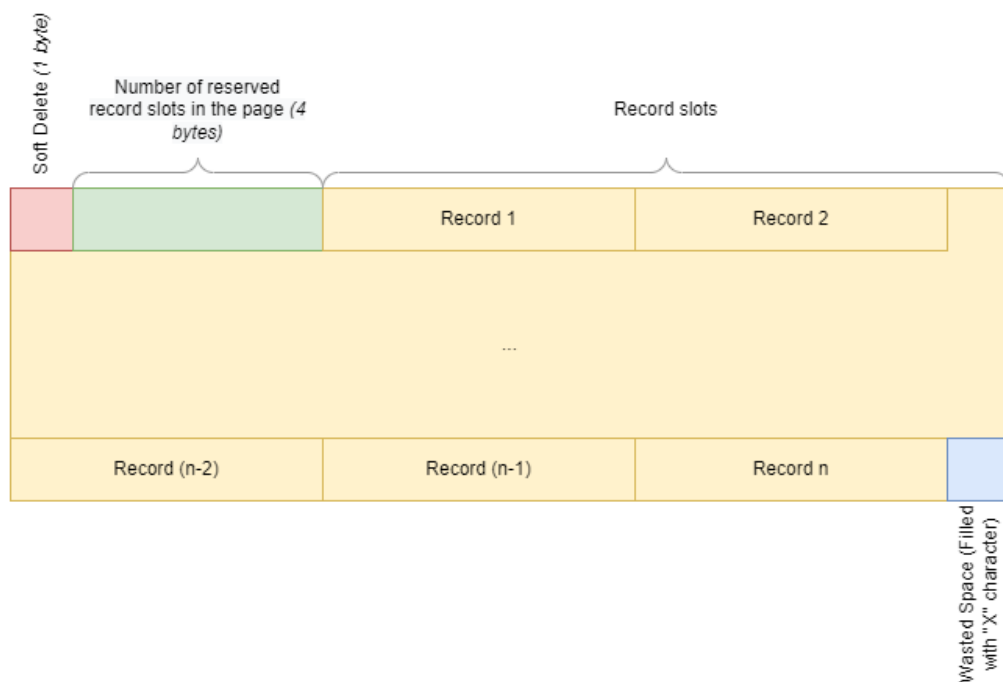 Soft Delete (1 byte)
Number of reserved
record slots in the page (4
bytes)
Record slots
Record 1
Record 2
...
Record (n-2)
Record (n-1)
Record n
Wasted Space (Filled
with "X" character)